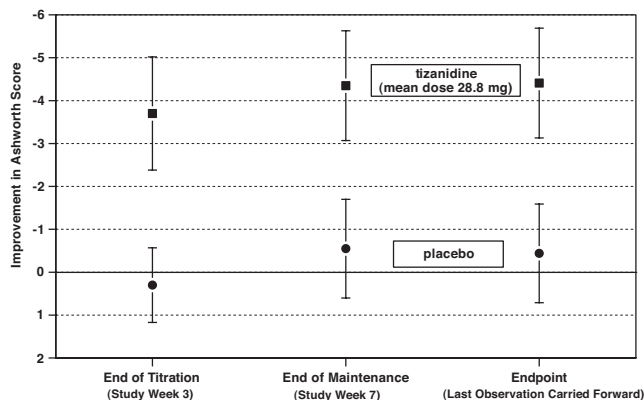 Improvement in Ashworth Score
-6
-5
-4
-3
-2
-1
0
1
2
tizanidine
(mean dose 28.8 mg)
placebo
End of Titration
(Study Week 3)
End of Maintenance
(Study Week 7)
Endpoint
(Last Observation Carried Forward)